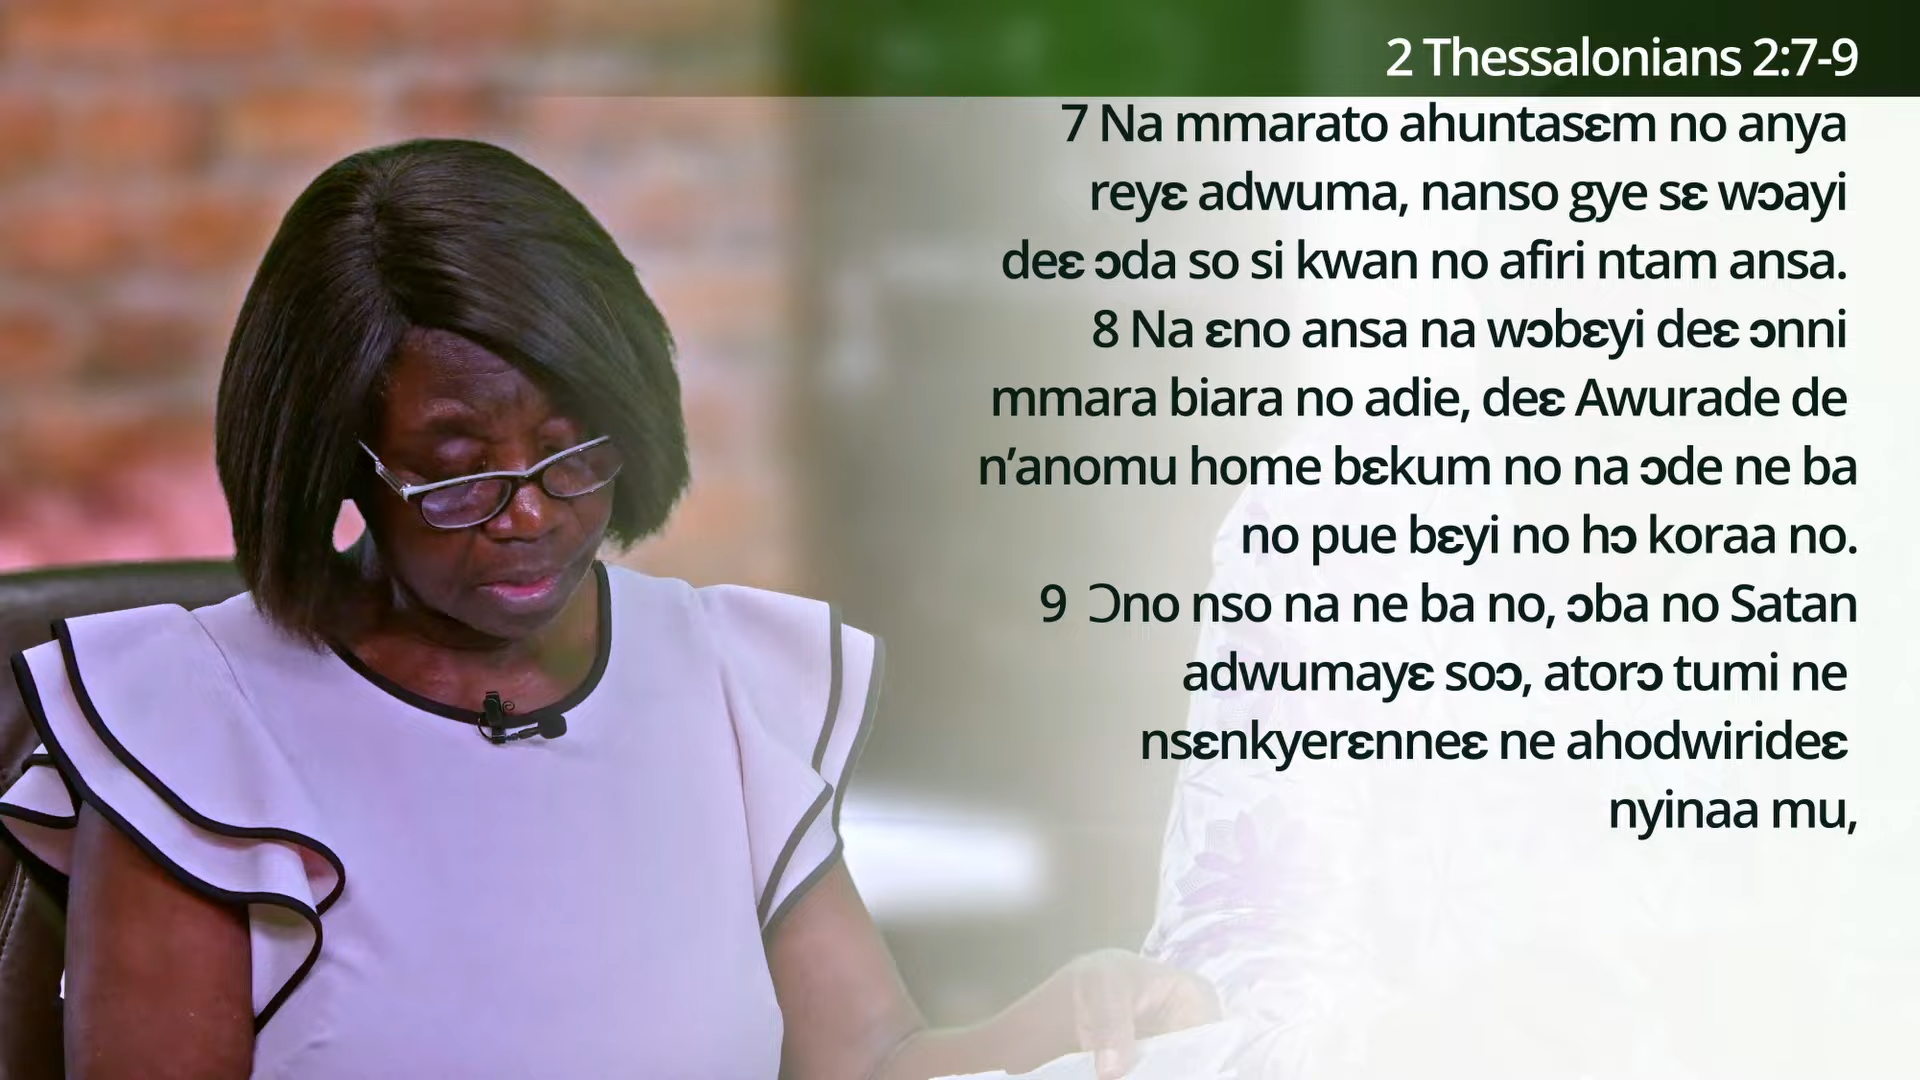 2 Thessalonians 2:7-9
7 Na mmarato ahuntasɛm no anya
reyɛ adwuma, nanso gye sɛ wɔayi
deɛ ɔda so si kwan no afiri ntam ansa.
8 Na ɛno ansa na wɔbɛyi deɛ ɔnni
mmara biara no adie, deɛ Awurade de
n’anomu home bɛkum no na ɔde ne ba
no pue bɛyi no hɔ koraa no.
9 Ɔno nso na ne ba no, ɔba no Satan
adwumayɛ soɔ, atorɔ tumi ne
nsɛnkyerɛnneɛ ne ahodwirideɛ
nyinaa mu,